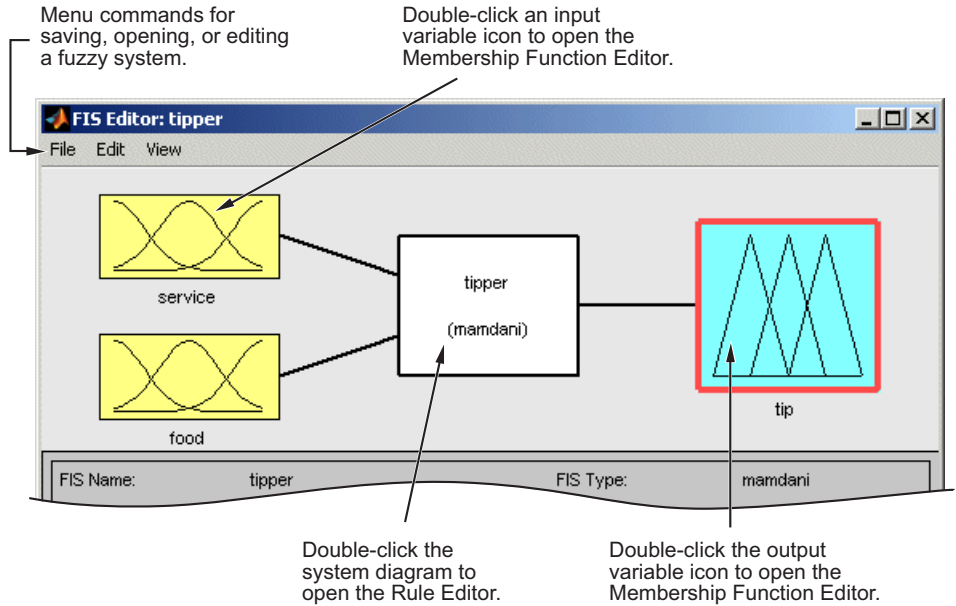 Menu commands for
saving, opening, or editing
a fuzzy system.
Double-click an input
variable icon to open the
Membership Function Editor.
FIS Editor: tipper
File Edit View
service
food
tipper
(mamdani)
tip
FIS Name: tipper FIS Type: mamdani
Double-click the
system diagram to
open the Rule Editor.
Double-click the output
variable icon to open the
Membership Function Editor.